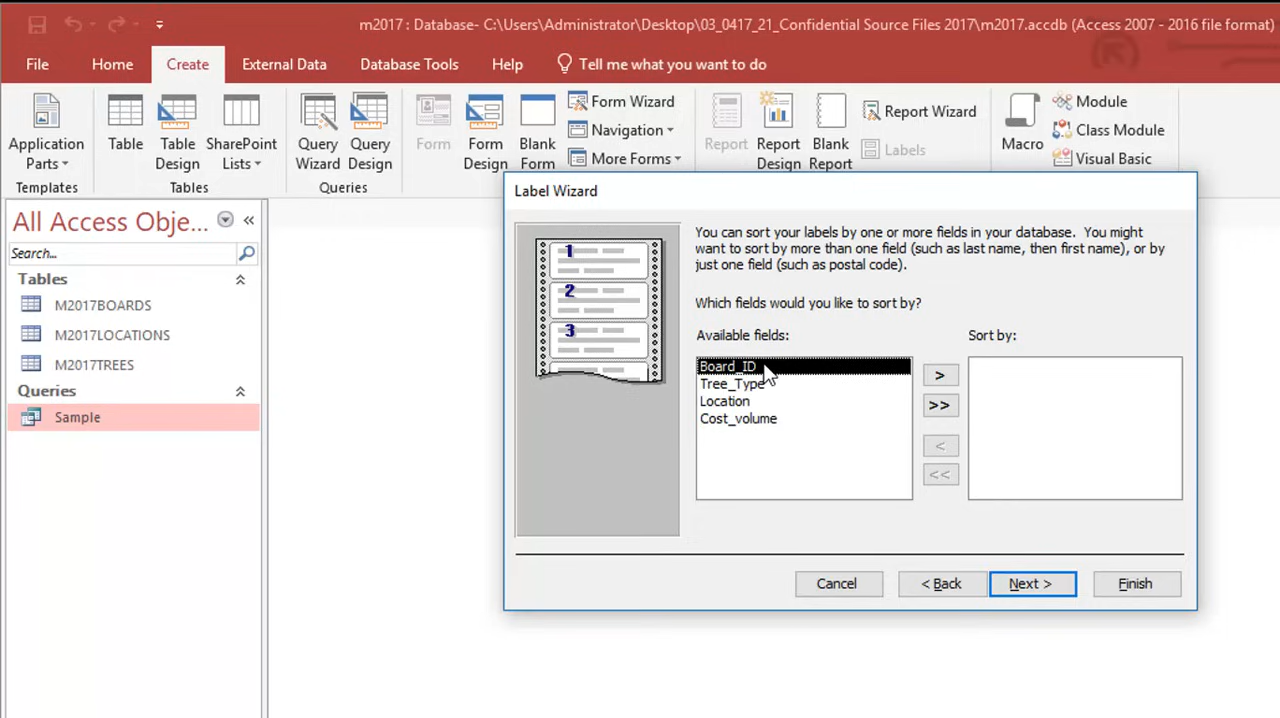 m2017 : Database- C:\Users\Administrator\Desktop\03_0417_21_Confidential Source Files 2017\m2017.accdb (Access 2007 - 2016 file format)
File Home Create External Data Database Tools Help Tell me what you want to do
Application Parts
Templates
Table
Table Design
SharePoint Lists
Tables
Query Wizard
Query Design
Queries
Form
Form Design
Blank Form
Form Wizard
Navigation
More Forms
Report
Report Design
Blank Report
Report Wizard
Labels
Macro
Module
Class Module
Visual Basic
All Access Obje...
Search...
Tables
M2017BOARDS
M2017LOCATIONS
M2017TREES
Queries
Sample
Label Wizard
1
2
3
You can sort your labels by one or more fields in your database. You might
want to sort by more than one field (such as last name, then first name), or by
just one field (such as postal code).
Which fields would you like to sort by?
Available fields:
Board_ID
Tree_Type
Location
Cost_volume
>
>>
<
<<
Sort by:
Cancel
< Back
Next >
Finish